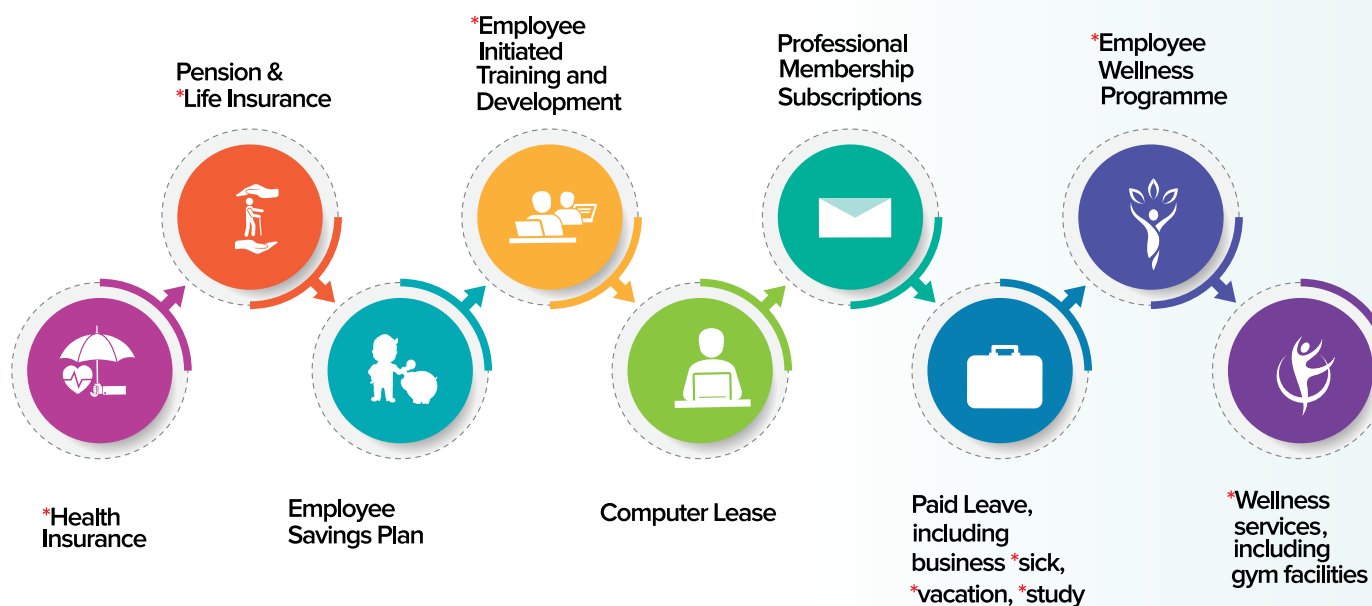 *Health
Insurance
Pension &
*Life Insurance
Employee
Savings Plan
*Employee
Initiated
Training and
Development
Computer Lease
Professional
Membership
Subscriptions
Paid Leave,
including
business *sick,
*vacation, *study
*Employee
Wellness
Programme
*Wellness
services,
including
gym facilities